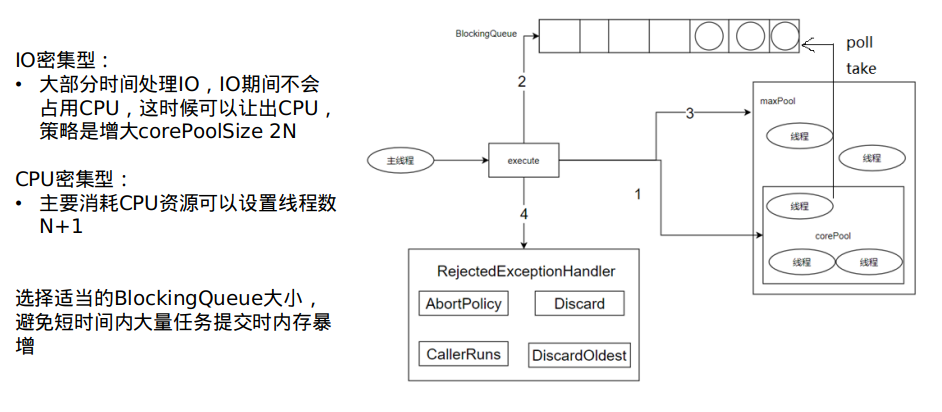 IO密集型：
• 大部分时间处理IO，IO期间不会
占用CPU，这时候可以让出CPU，
策略是增大corePoolSize 2N
CPU密集型：
• 主要消耗CPU资源可以设置线程数
N+1
选择适当的BlockingQueue大小，
避免短时间内大量任务提交时内存暴
增
BlockingQueue
poll
take
2
maxPool
3
线程
线程
主线程
execute
1
线程
4
corePool
线程
线程
RejectedExceptionHandler
AbortPolicy
Discard
CallerRuns
DiscardOldest